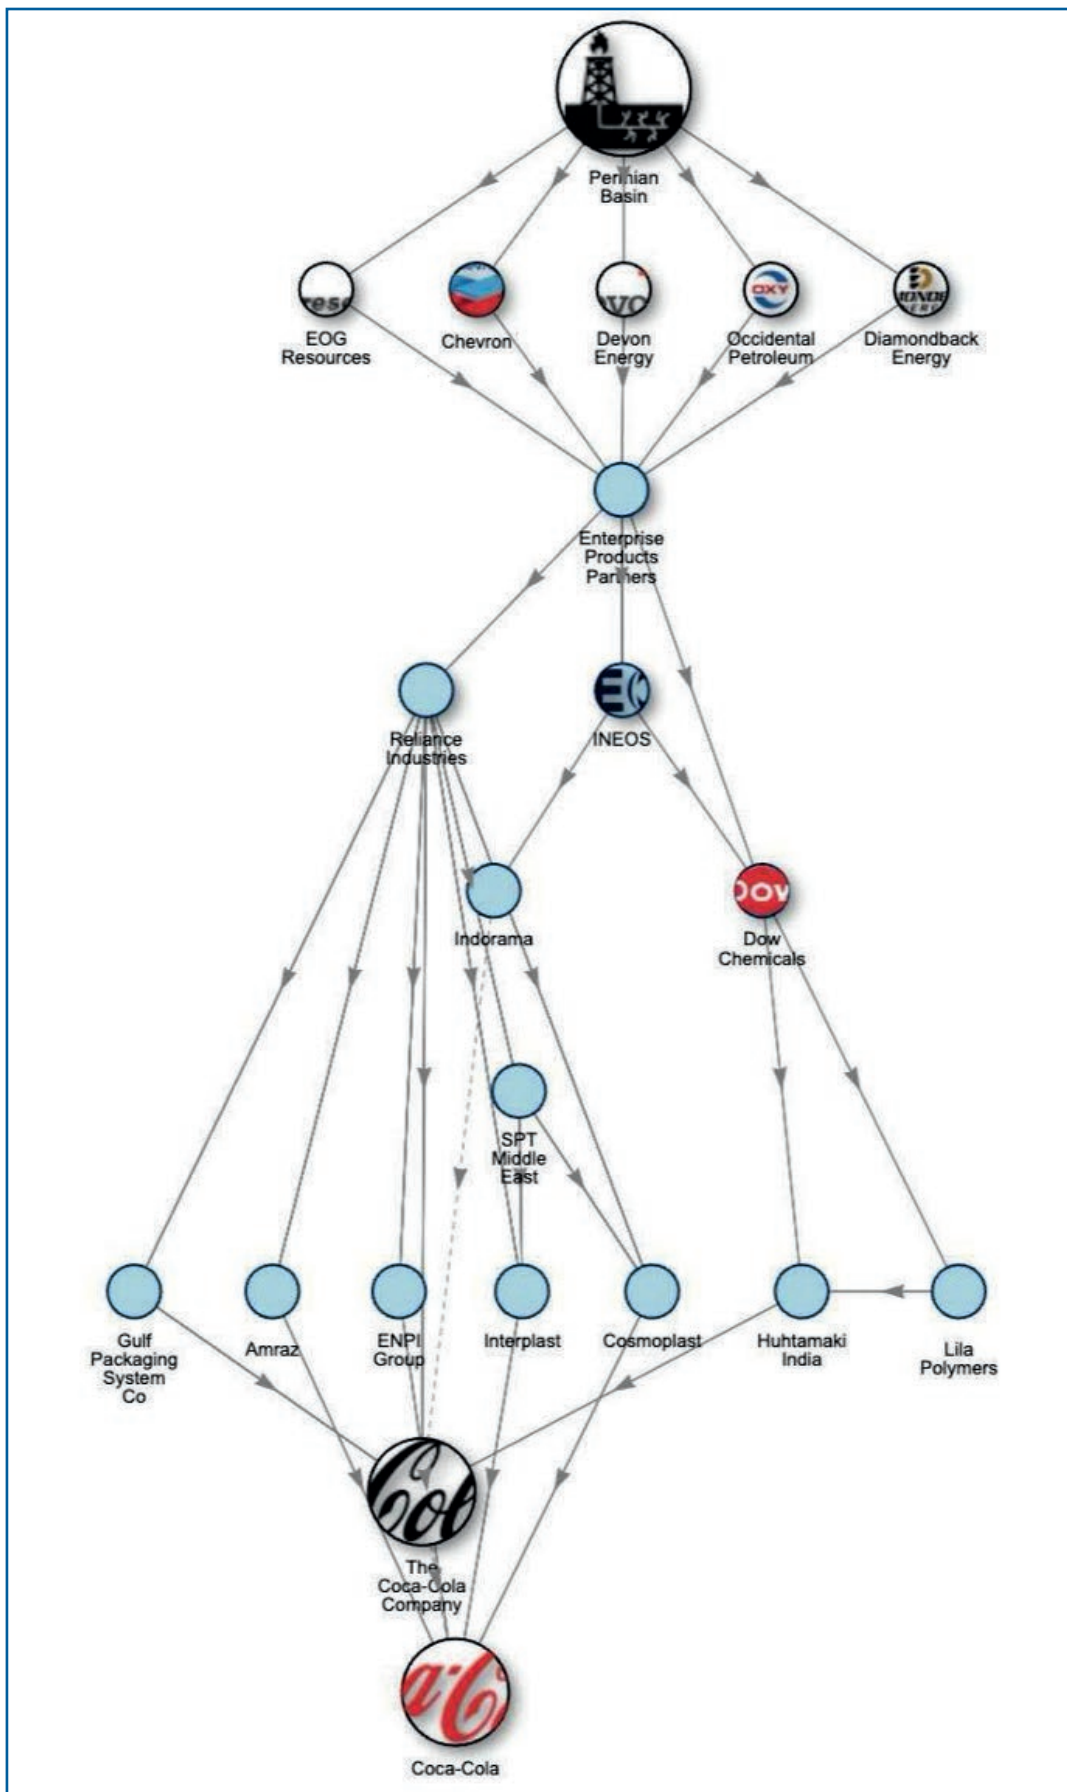 Permian
Basin
EOG
Resources
Chevron
Devon
Energy
OXY
Occidental
Petroleum
Diamondback
Energy
Enterprise
Products
Partners
Reliance
Industries
INEOS
Indorama
Dow
Chemicals
SPT
Middle
East
Gulf
Packaging
System
Co
Amraz
ENPI
Group
Interplast
Cosmoplast
Huhtamaki
India
Lila
Polymers
The
Coca-Cola
Company
Coca-Cola